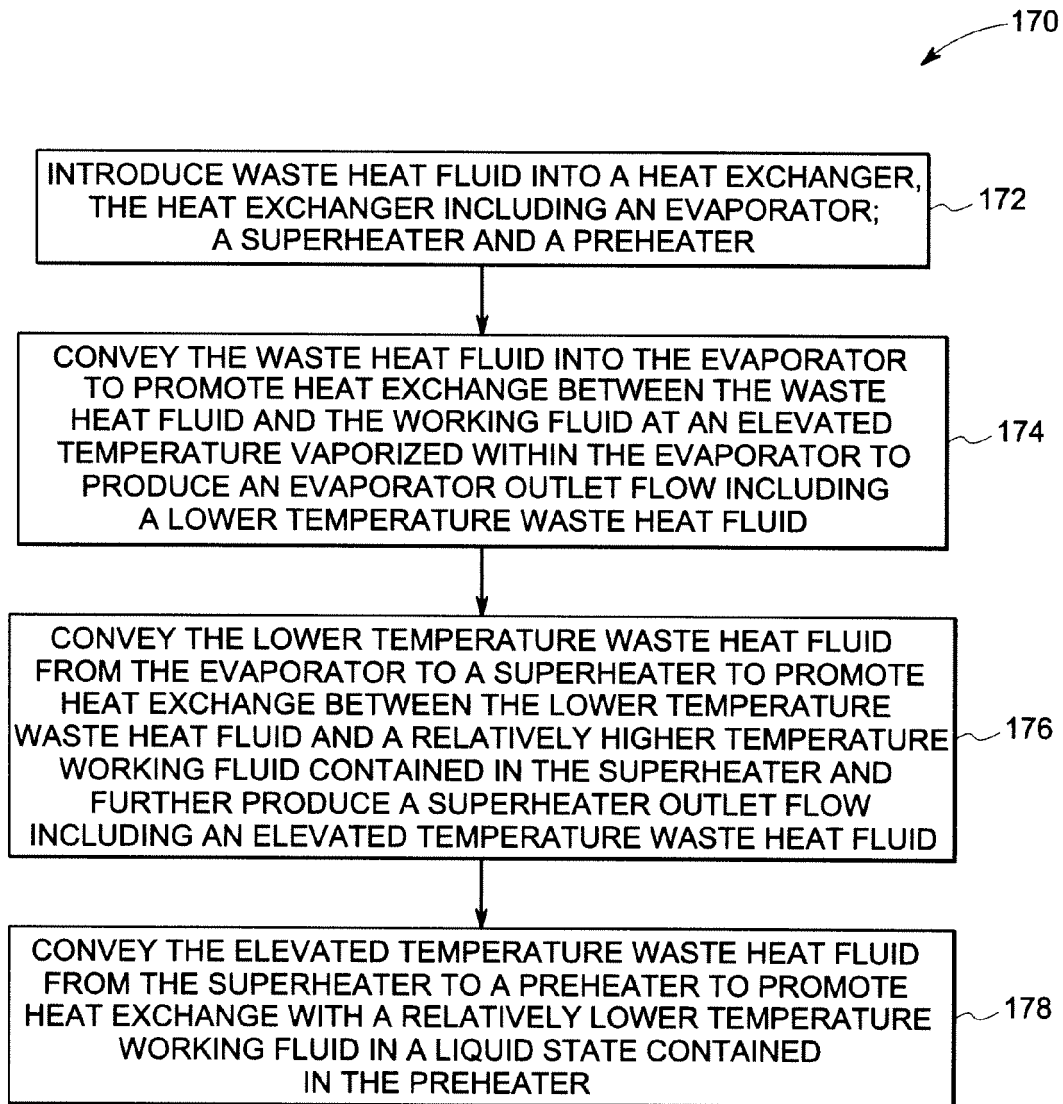 170
INTRODUCE WASTE HEAT FLUID INTO A HEAT EXCHANGER,
THE HEAT EXCHANGER INCLUDING AN EVAPORATOR;
A SUPERHEATER AND A PREHEATER
172
CONVEY THE WASTE HEAT FLUID INTO THE EVAPORATOR
TO PROMOTE HEAT EXCHANGE BETWEEN THE WASTE
HEAT FLUID AND THE WORKING FLUID AT AN ELEVATED
TEMPERATURE VAPORIZED WITHIN THE EVAPORATOR TO
PRODUCE AN EVAPORATOR OUTLET FLOW INCLUDING
A LOWER TEMPERATURE WASTE HEAT FLUID
174
CONVEY THE LOWER TEMPERATURE WASTE HEAT FLUID
FROM THE EVAPORATOR TO A SUPERHEATER TO PROMOTE
HEAT EXCHANGE BETWEEN THE LOWER TEMPERATURE
WASTE HEAT FLUID AND A RELATIVELY HIGHER TEMPERATURE
WORKING FLUID CONTAINED IN THE SUPERHEATER AND
FURTHER PRODUCE A SUPERHEATER OUTLET FLOW
INCLUDING AN ELEVATED TEMPERATURE WASTE HEAT FLUID
176
CONVEY THE ELEVATED TEMPERATURE WASTE HEAT FLUID
FROM THE SUPERHEATER TO A PREHEATER TO PROMOTE
HEAT EXCHANGE WITH A RELATIVELY LOWER TEMPERATURE
WORKING FLUID IN A LIQUID STATE CONTAINED
IN THE PREHEATER
178